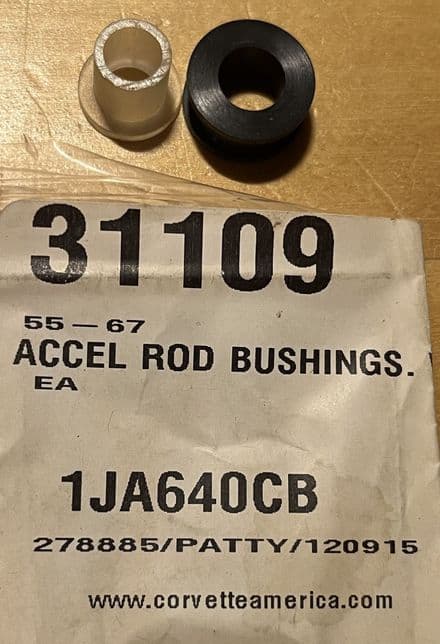 31109
55 – 67
ACCEL ROD BUSHINGS.
EA
1JA640CB
278885/PATTY/120915
www.corvetteamerica.com